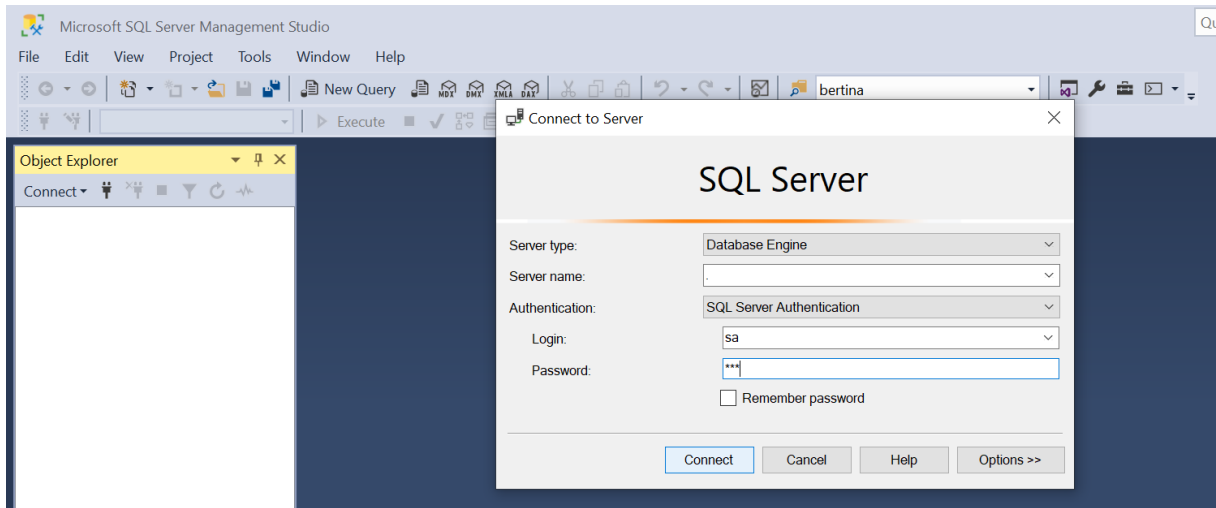 Microsoft SQL Server Management Studio
Qu
File Edit View Project Tools Window Help
New Query MDX DMX XMLA DAX bertina
Execute
Connect to Server
Object Explorer
Connect
SQL Server
Server type: Database Engine
Server name: .
Authentication: SQL Server Authentication
Login: sa
Password: ***
Remember password
Connect Cancel Help Options >>